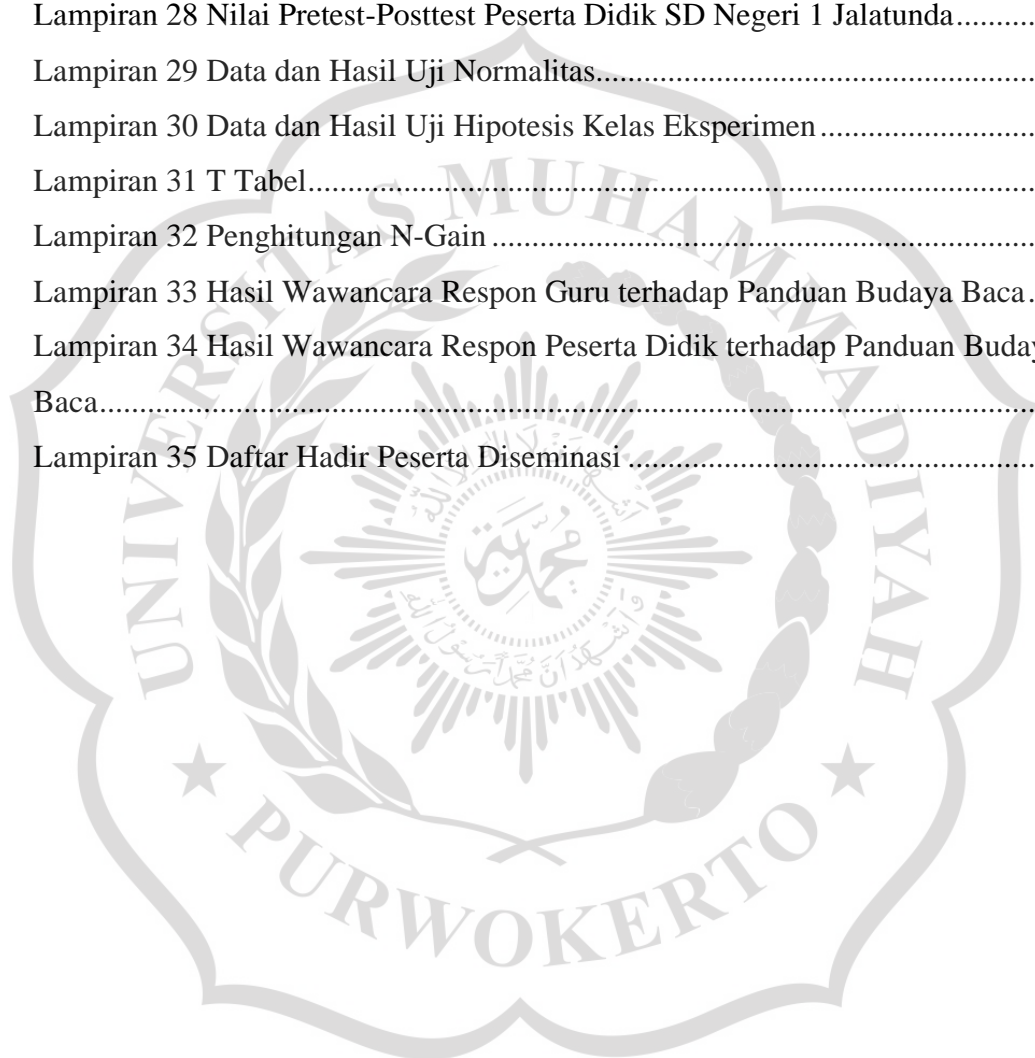 Lampiran 28 Nilai Pretest-Posttest Peserta Didik SD Negeri 1 Jalatunda..........
Lampiran 29 Data dan Hasil Uji Normalitas..........................................................
Lampiran 30 Data dan Hasil Uji Hipotesis Kelas Eksperimen............................
Lampiran 31 T Tabel...............................................................................................
Lampiran 32 Penghitungan N-Gain.......................................................................
Lampiran 33 Hasil Wawancara Respon Guru terhadap Panduan Budaya Baca.
Lampiran 34 Hasil Wawancara Respon Peserta Didik terhadap Panduan Buday
Baca........................................................................................................................
Lampiran 35 Daftar Hadir Peserta Diseminasi....................................................
UNIVERSITAS MUHAMMADIYAH
PURWOKERTO